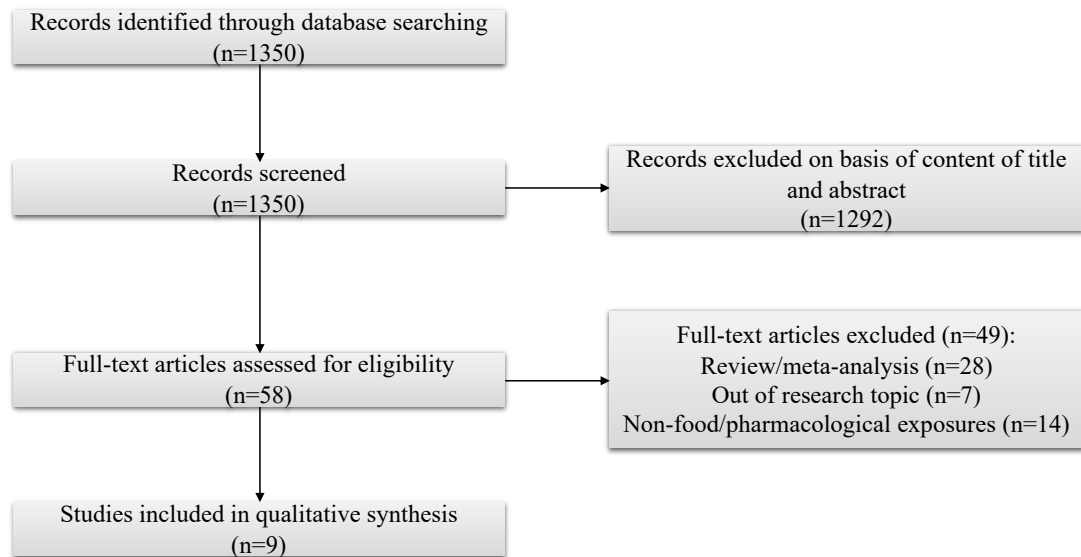 Records identified through database searching
(n=1350)
Records screened
(n=1350)
Records excluded on basis of content of title
and abstract
(n=1292)
Full-text articles assessed for eligibility
(n=58)
Full-text articles excluded (n=49):
Review/meta-analysis (n=28)
Out of research topic (n=7)
Non-food/pharmacological exposures (n=14)
Studies included in qualitative synthesis
(n=9)